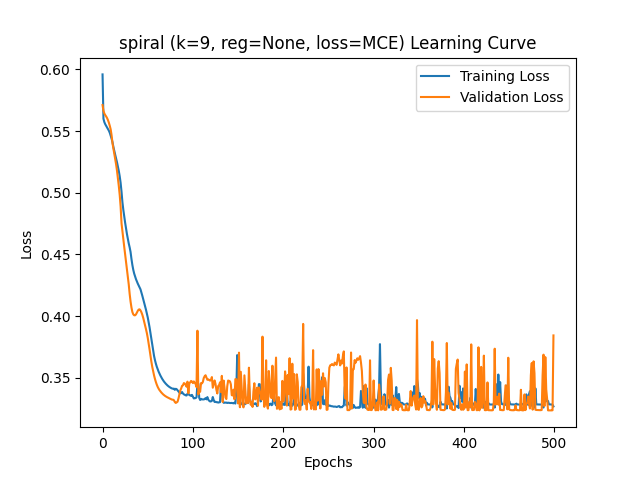 spiral (k=9, reg=None, loss=MCE) Learning Curve
Training Loss
Validation Loss
Loss
0.60
0.55
0.50
0.45
0.40
0.35
0
100
200
300
400
500
Epochs